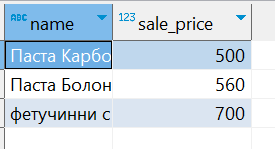 ABC name 123 sale_price
Паста Карбо 500
Паста Болон 560
фетучинни с 700